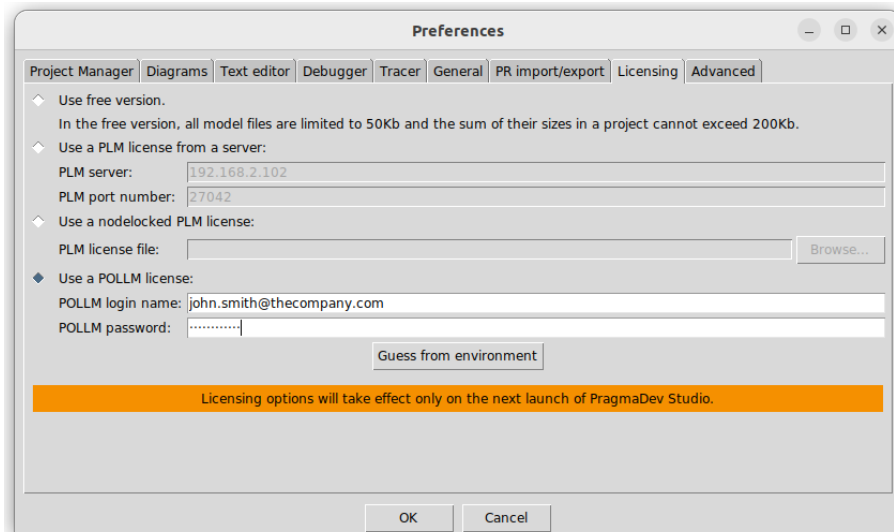 Preferences
Project Manager Diagrams Text editor Debugger Tracer General PR import/export Licensing Advanced
Use free version.
In the free version, all model files are limited to 50Kb and the sum of their sizes in a project cannot exceed 200Kb.
Use a PLM license from a server:
PLM server: 192.168.2.102
PLM port number: 27042
Use a nodelocked PLM license:
PLM license file: Browse...
Use a POLLM license:
POLLM login name: john.smith@thecompany.com
POLLM password: ············
Guess from environment
Licensing options will take effect only on the next launch of PragmaDev Studio.
OK Cancel